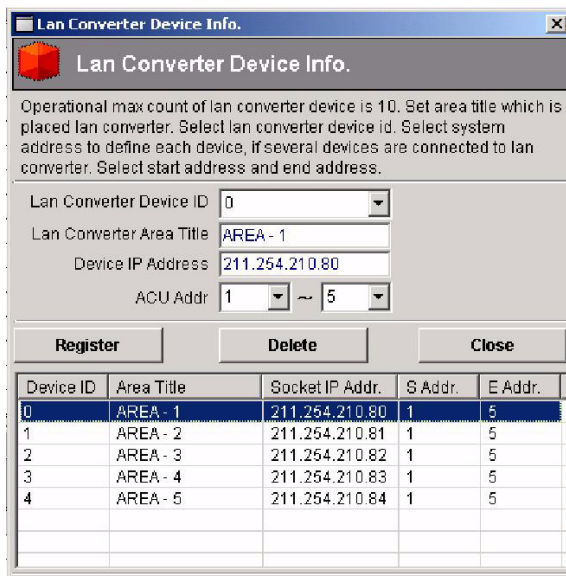 Lan Converter Device Info.
Lan Converter Device Info.
Operational max count of lan converter device is 10. Set area title which is
placed lan converter. Select lan converter device id. Select system
address to define each device, if several devices are connected to lan
converter. Select start address and end address.
Lan Converter Device ID 0
Lan Converter Area Title AREA - 1
Device IP Address 211.254.210.80
ACU Addr 1 ~ 5
Register Delete Close
Device ID Area Title Socket IP Addr. S Addr. E Addr.
0 AREA - 1 211.254.210.80 1 5
1 AREA - 2 211.254.210.81 1 5
2 AREA - 3 211.254.210.82 1 5
3 AREA - 4 211.254.210.83 1 5
4 AREA - 5 211.254.210.84 1 5